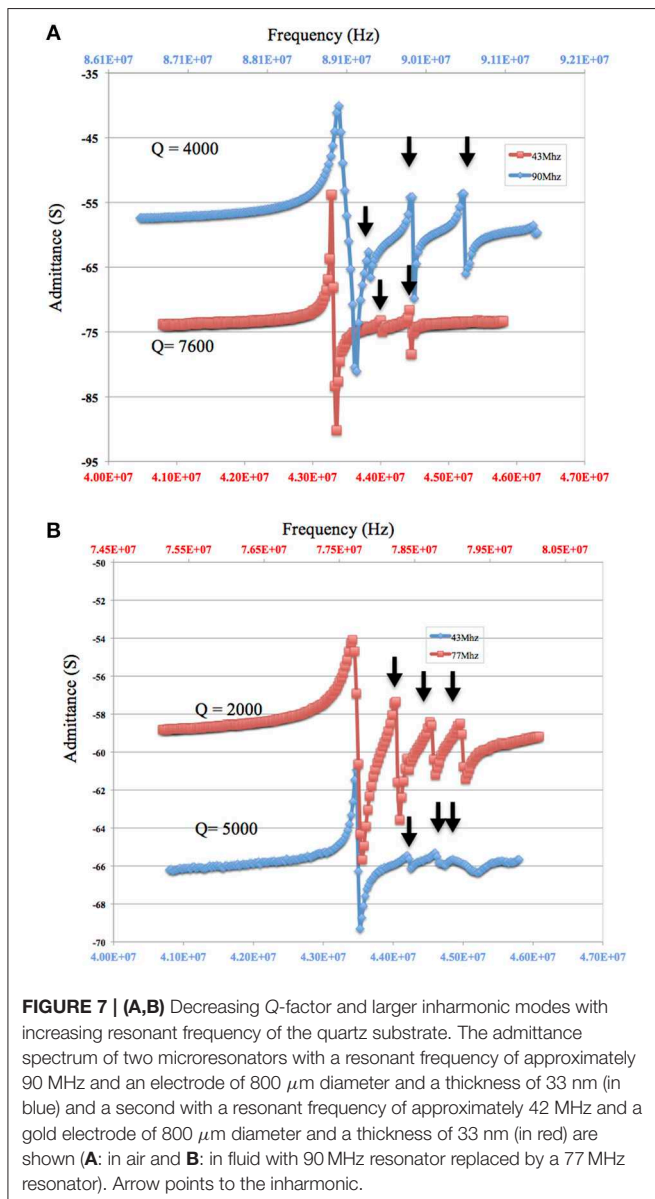 A
Frequency (Hz)
8.61E+07 8.71E+07 8.81E+07 8.91E+07 9.01E+07 9.11E+07 9.21E+07
-35
-45
-55
-65
-75
-85
-95
Admittance (S)
Q = 4000
Q= 7600
43Mhz
90Mhz
4.00E+07 4.10E+07 4.20E+07 4.30E+07 4.40E+07 4.50E+07 4.60E+07 4.70E+07
B
Frequency (Hz)
7.45E+07 7.55E+07 7.65E+07 7.75E+07 7.85E+07 7.95E+07 8.05E+07
-50
-52
-54
-56
-58
-60
-62
-64
-66
-68
-70
Admittance (S)
Q = 2000
Q= 5000
43Mhz
77Mhz
4.00E+07 4.10E+07 4.20E+07 4.30E+07 4.40E+07 4.50E+07 4.60E+07 4.70E+07
FIGURE 7 | (A,B) Decreasing Q-factor and larger inharmonic modes with
increasing resonant frequency of the quartz substrate. The admittance
spectrum of two microresonators with a resonant frequency of approximately
90 MHz and an electrode of 800 μm diameter and a thickness of 33 nm (in
blue) and a second with a resonant frequency of approximately 42 MHz and a
gold electrode of 800 μm diameter and a thickness of 33 nm (in red) are
shown (A: in air and B: in fluid with 90 MHz resonator replaced by a 77 MHz
resonator). Arrow points to the inharmonic.